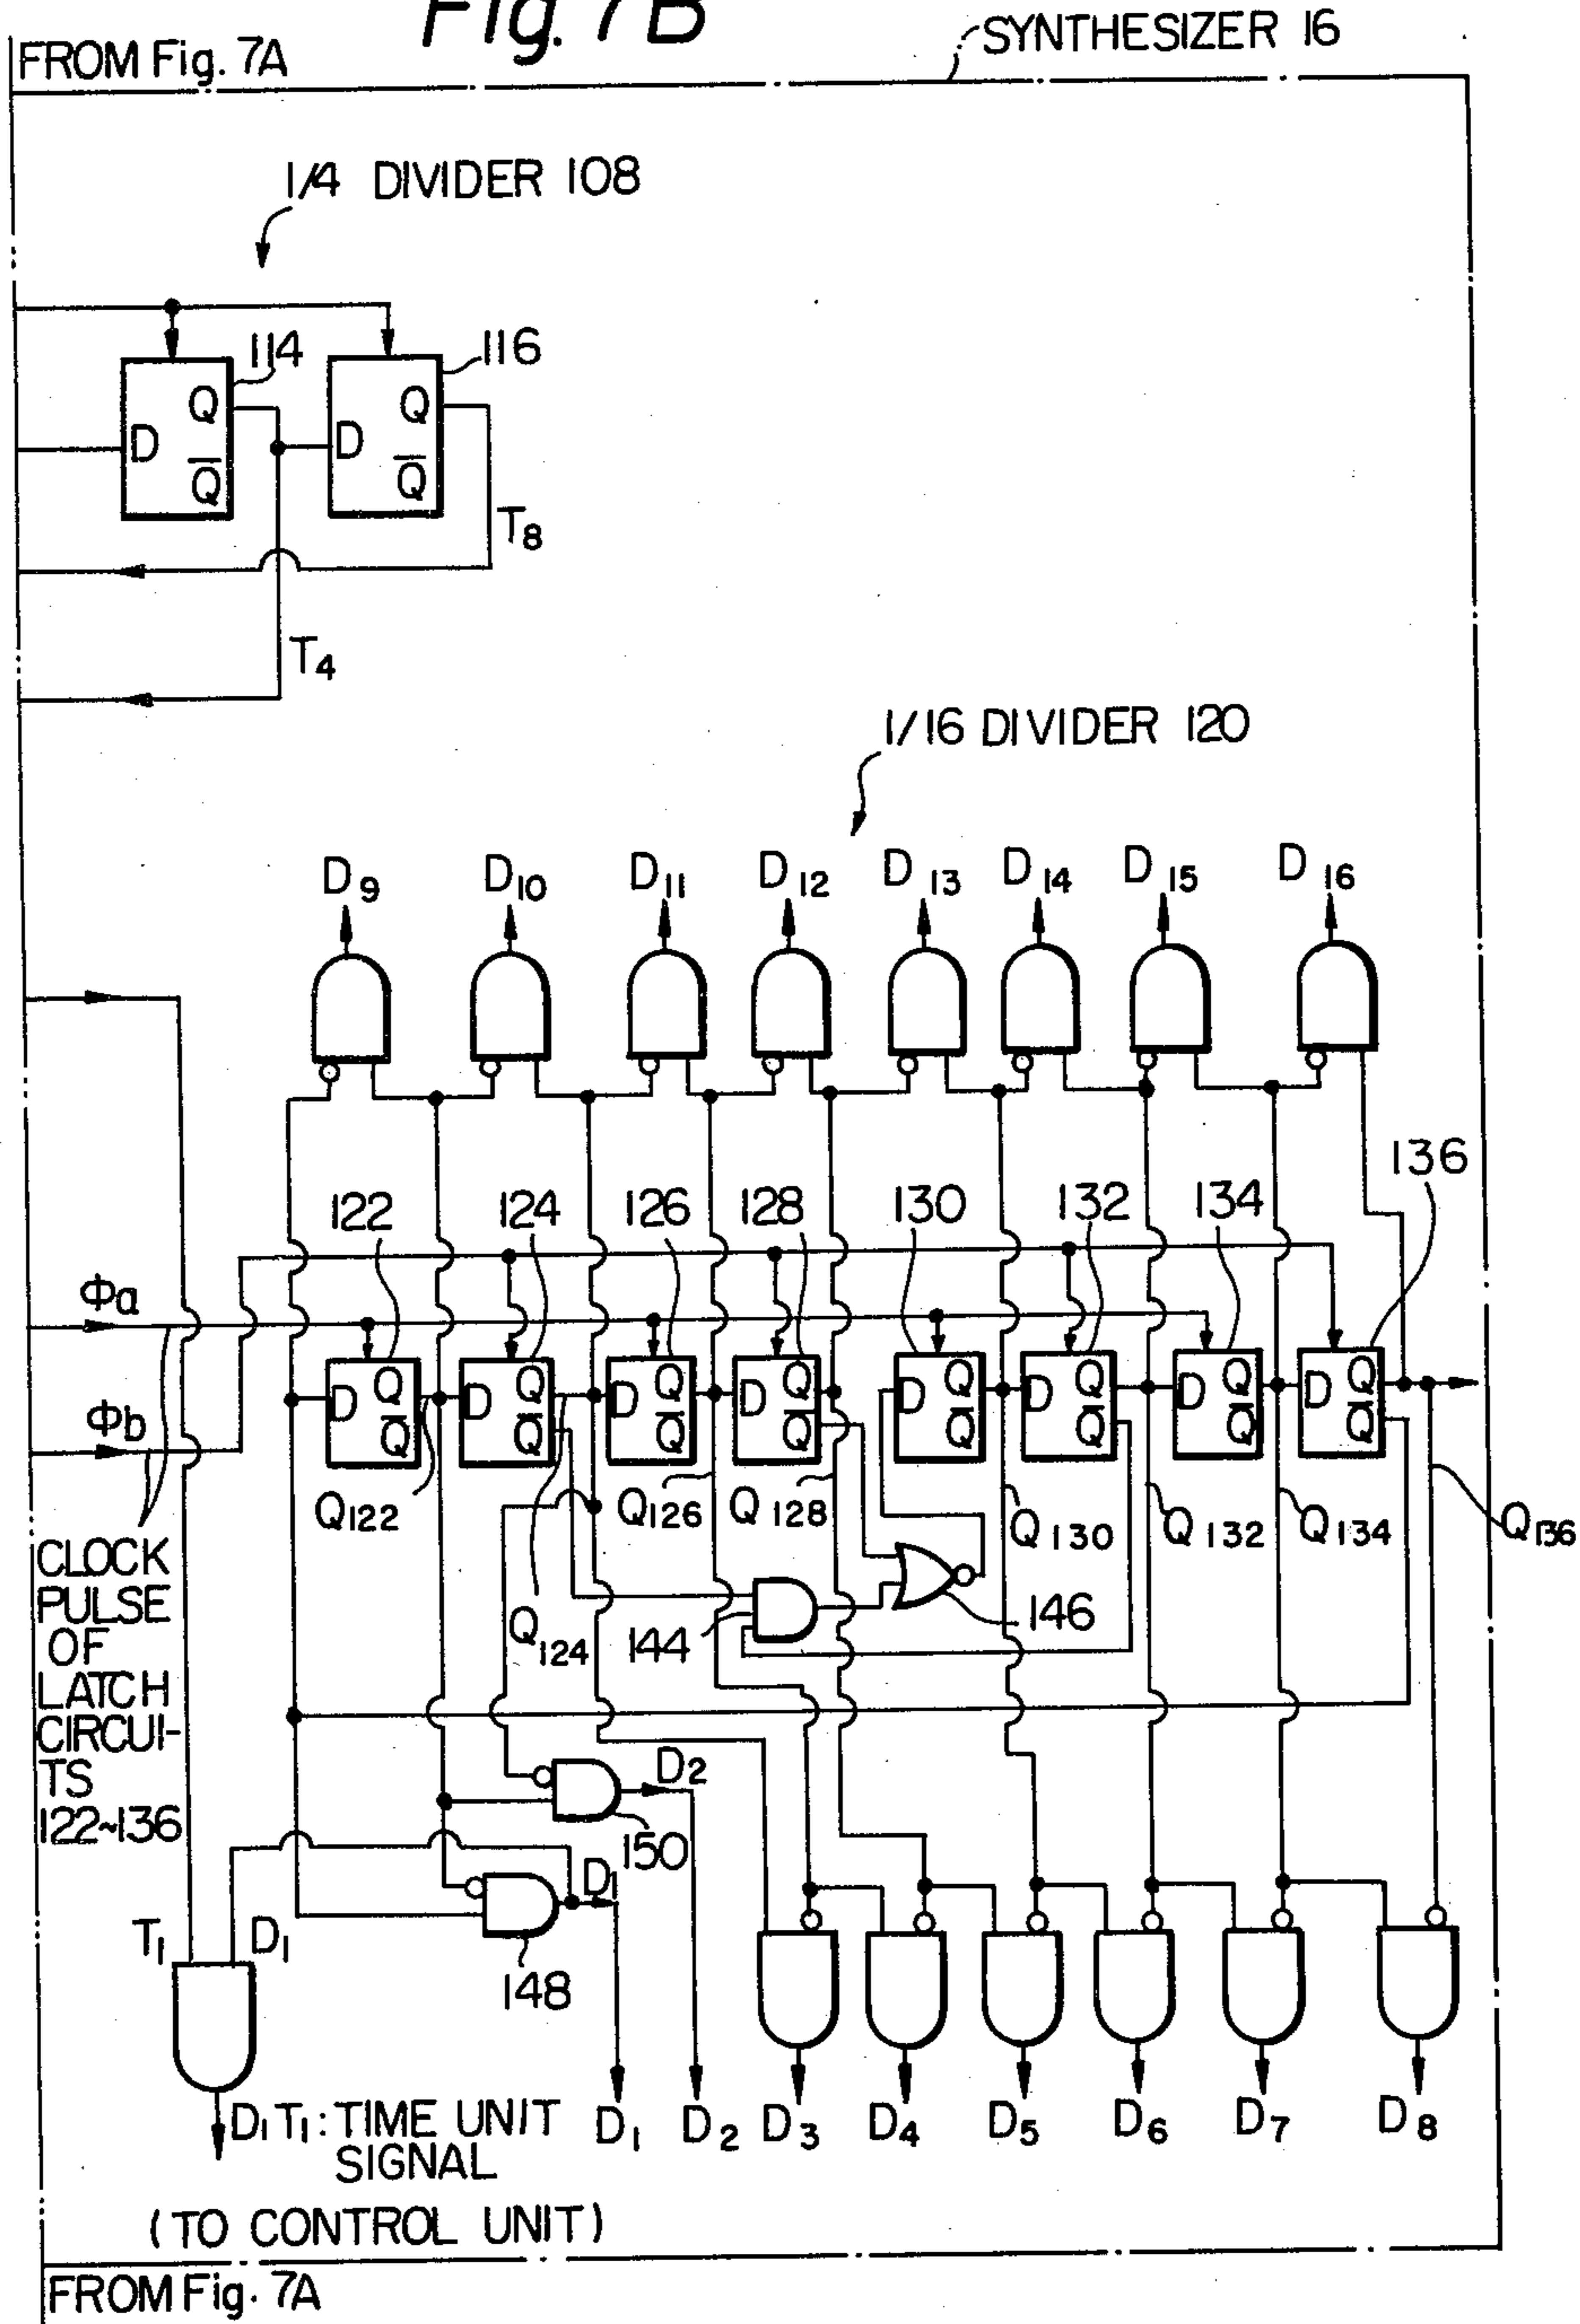 Fig. 7B
FROM Fig. 7A
SYNTHESIZER 16
1/4 DIVIDER 108
114
116
Q
Q
D
D
Q̅
Q̅
T8
T4
1/16 DIVIDER 120
D9
D10
D11
D12
D13
D14
D15
D16
136
122
124
126
128
130
132
134
Φa
D Q
D Q
D Q
D Q
D Q
D Q
D Q
D Q
Q̅
Q̅
Q̅
Q̅
Q̅
Q̅
Q̅
Q̅
Φb
Q122
Q126
Q128
Q130
Q132
Q134
Q136
CLOCK
PULSE
OF
LATCH
CIRCUI-
TS
122~136
Q124
144
146
D2
150
D1
T1
D1
148
D1T1: TIME UNIT
SIGNAL
D1
D2
D3
D4
D5
D6
D7
D8
(TO CONTROL UNIT)
FROM Fig. 7A